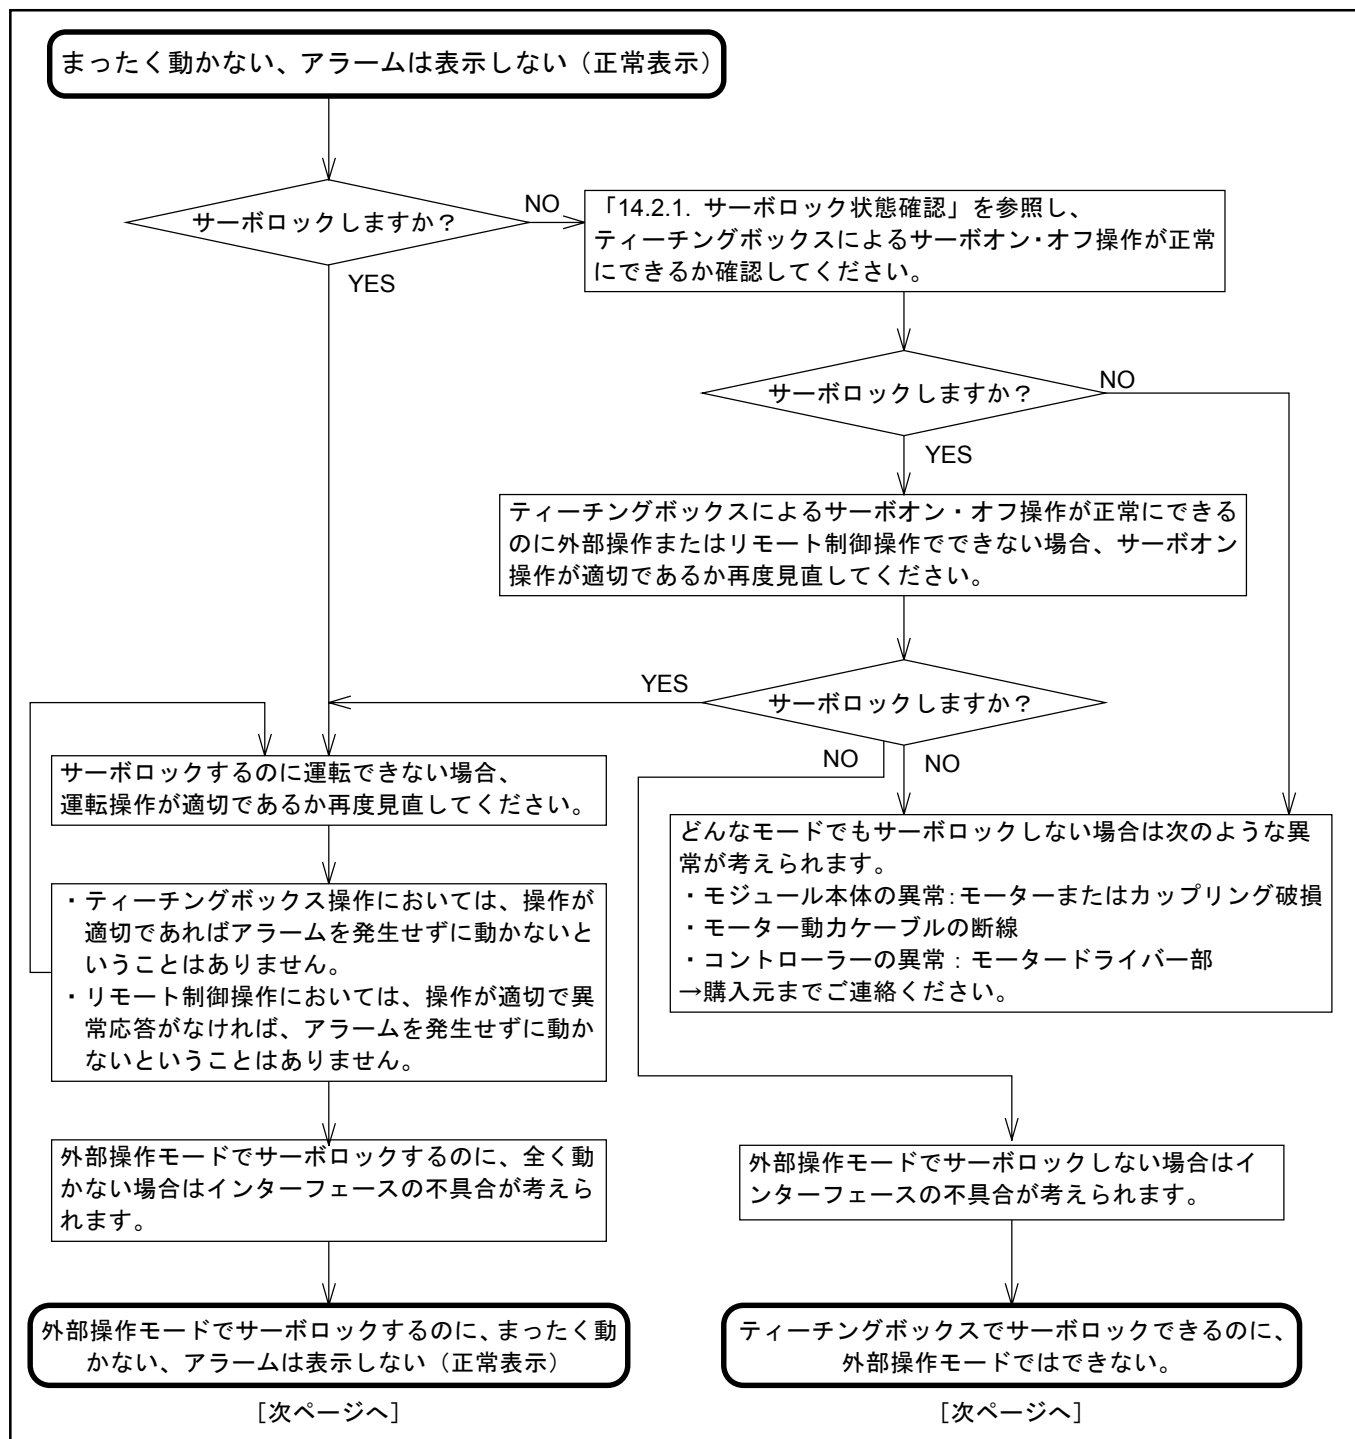 まったく動かない、アラームは表示しない（正常表示）
サーボロックしますか？
NO
「14.2.1. サーボロック状態確認」を参照し、
ティーチングボックスによるサーボオン・オフ操作が正常
にできるか確認してください。
YES
サーボロックしますか？
NO
YES
ティーチングボックスによるサーボオン・オフ操作が正常にできる
のに外部操作またはリモート制御操作でできない場合、サーボオン
操作が適切であるか再度見直してください。
サーボロックしますか？
YES
NO
NO
サーボロックするのに運転できない場合、
運転操作が適切であるか再度見直してください。
・ティーチングボックス操作においては、操作が
適切であればアラームを発生せずに動かないと
いうことはありません。
・リモート制御操作においては、操作が適切で異
常応答がなければ、アラームを発生せずに動か
ないということはありません。
どんなモードでもサーボロックしない場合は次のような異
常が考えられます。
・モジュール本体の異常：モーターまたはカップリング破損
・モーター動力ケーブルの断線
・コントローラーの異常：モータードライバー部
→購入元までご連絡ください。
外部操作モードでサーボロックするのに、全く動
かない場合はインターフェースの不具合が考えら
れます。
外部操作モードでサーボロックしない場合はイ
ンターフェースの不具合が考えられます。
外部操作モードでサーボロックするのに、まったく動
かない、アラームは表示しない（正常表示）
ティーチングボックスでサーボロックできるのに、
外部操作モードではできない。
［次ページへ］
［次ページへ］